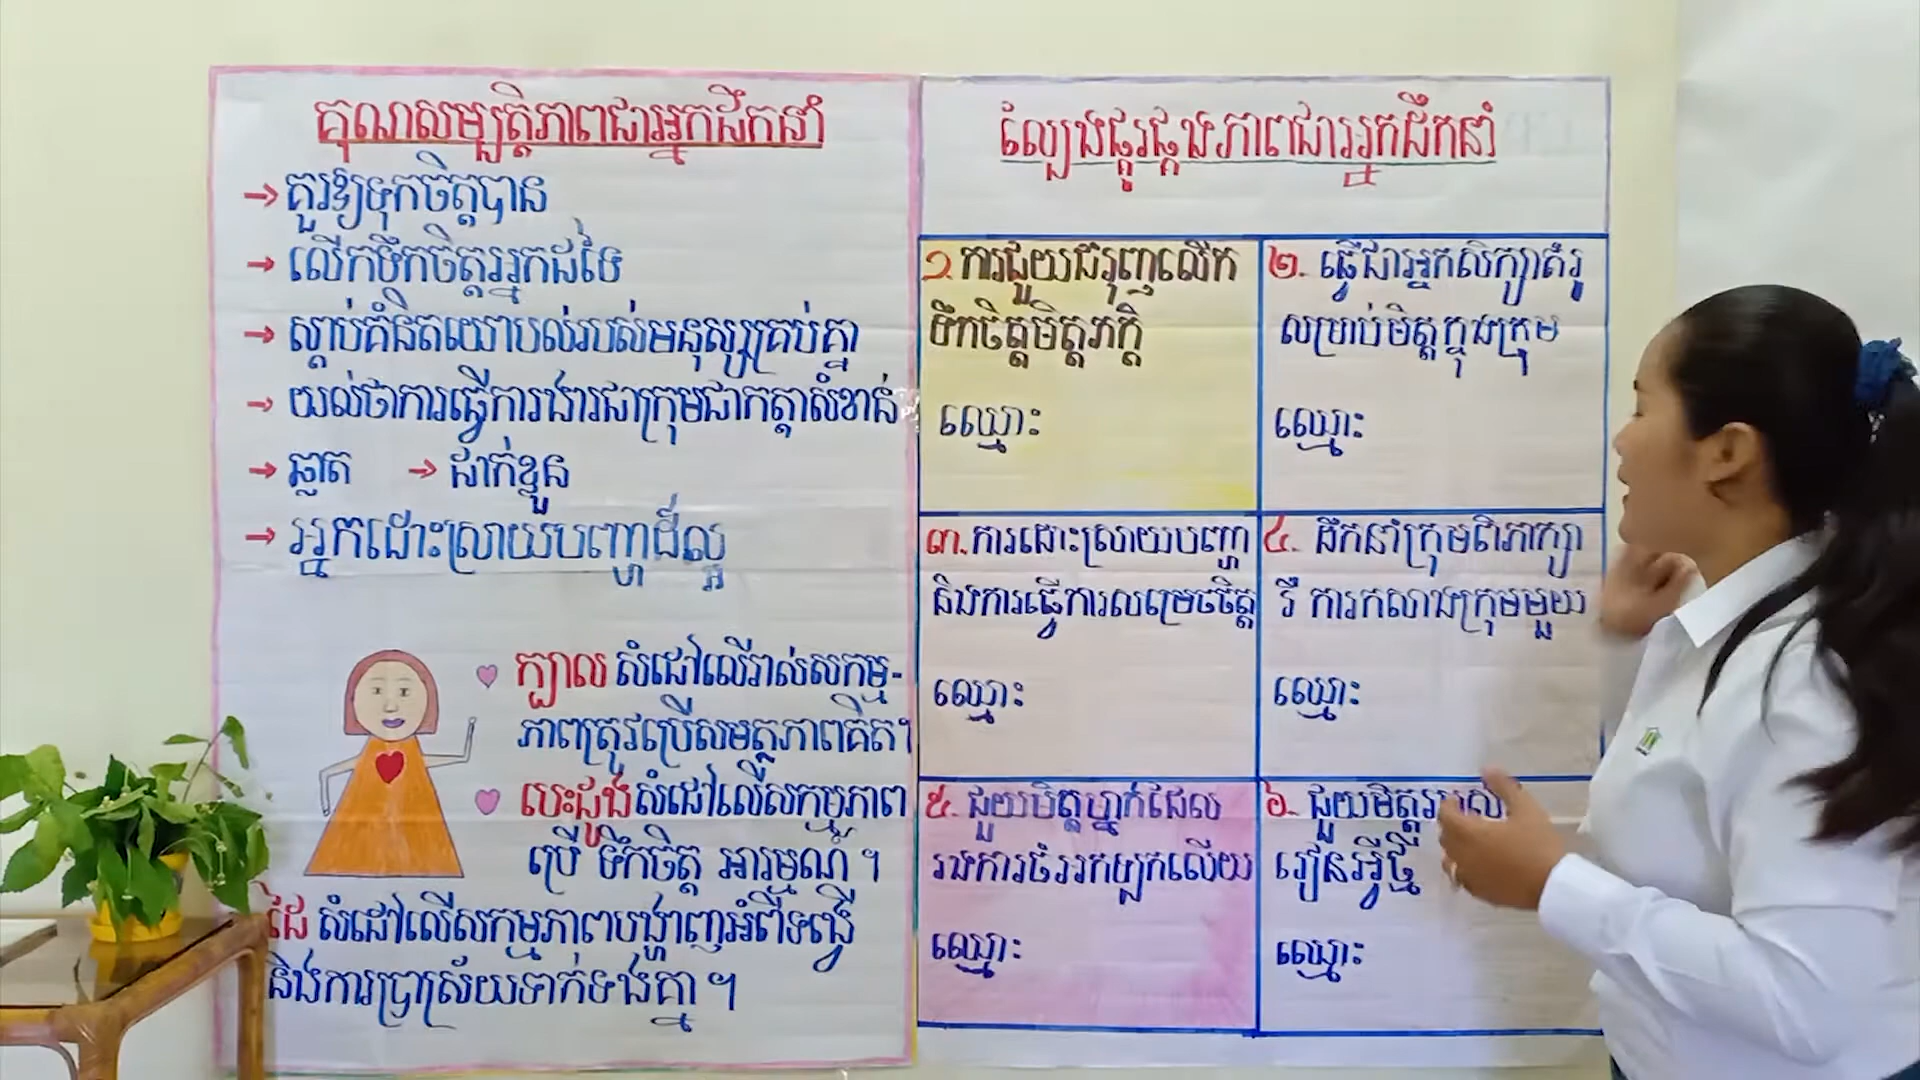 គុណសម្បត្តិភាពជាអ្នកដឹកនាំ
→ គួរឱ្យទុកចិត្តបាន
→ លើកទឹកចិត្តអ្នកដទៃ
→ ស្តាប់គំនិតយោបល់របស់មនុស្សគ្រប់គ្នា
→ យល់ថាការធ្វើការងារជាក្រុមជាកត្តាសំខាន់
→ ឆ្លាត → ដាក់ខ្លួន
→ អ្នកដោះស្រាយបញ្ហាដ៏ល្អ
ក្បាល សំដៅលើរាល់សកម្ម-
ភាពត្រូវប្រើសមត្ថភាពគិត។
បេះដូង សំដៅលើសកម្មភាព
ប្រើ ទឹកចិត្ត អារម្មណ៍ ។
ដៃ សំដៅលើសកម្មភាពបង្ហាញអំពីទង្វើ
និងការប្រាស្រ័យទាក់ទងគ្នា ។
ល្បែងផ្គូរផ្គងភាពជាអ្នកដឹកនាំ
១. ការជួយជំរុញលើក
ទឹកចិត្តមិត្តភក្តិ
ឈ្មោះ:
២. ធ្វើជាអ្នកសិក្សាគំរូ
សម្រាប់មិត្តក្នុងក្រុម
ឈ្មោះ:
៣. ការដោះស្រាយបញ្ហា
និងការធ្វើការសម្រេចចិត្ត
ឈ្មោះ:
៤. ដឹកនាំក្រុមពិភាក្សា
រឺ ការកសាងក្រុមមួយ
ឈ្មោះ:
៥. ជួយមិត្តម្នាក់ដែល
រងការធំអកប្បកលើយ
ឈ្មោះ:
៦. ជួយមិត្តរបស់
រៀនអ្វីថ្មី
ឈ្មោះ: